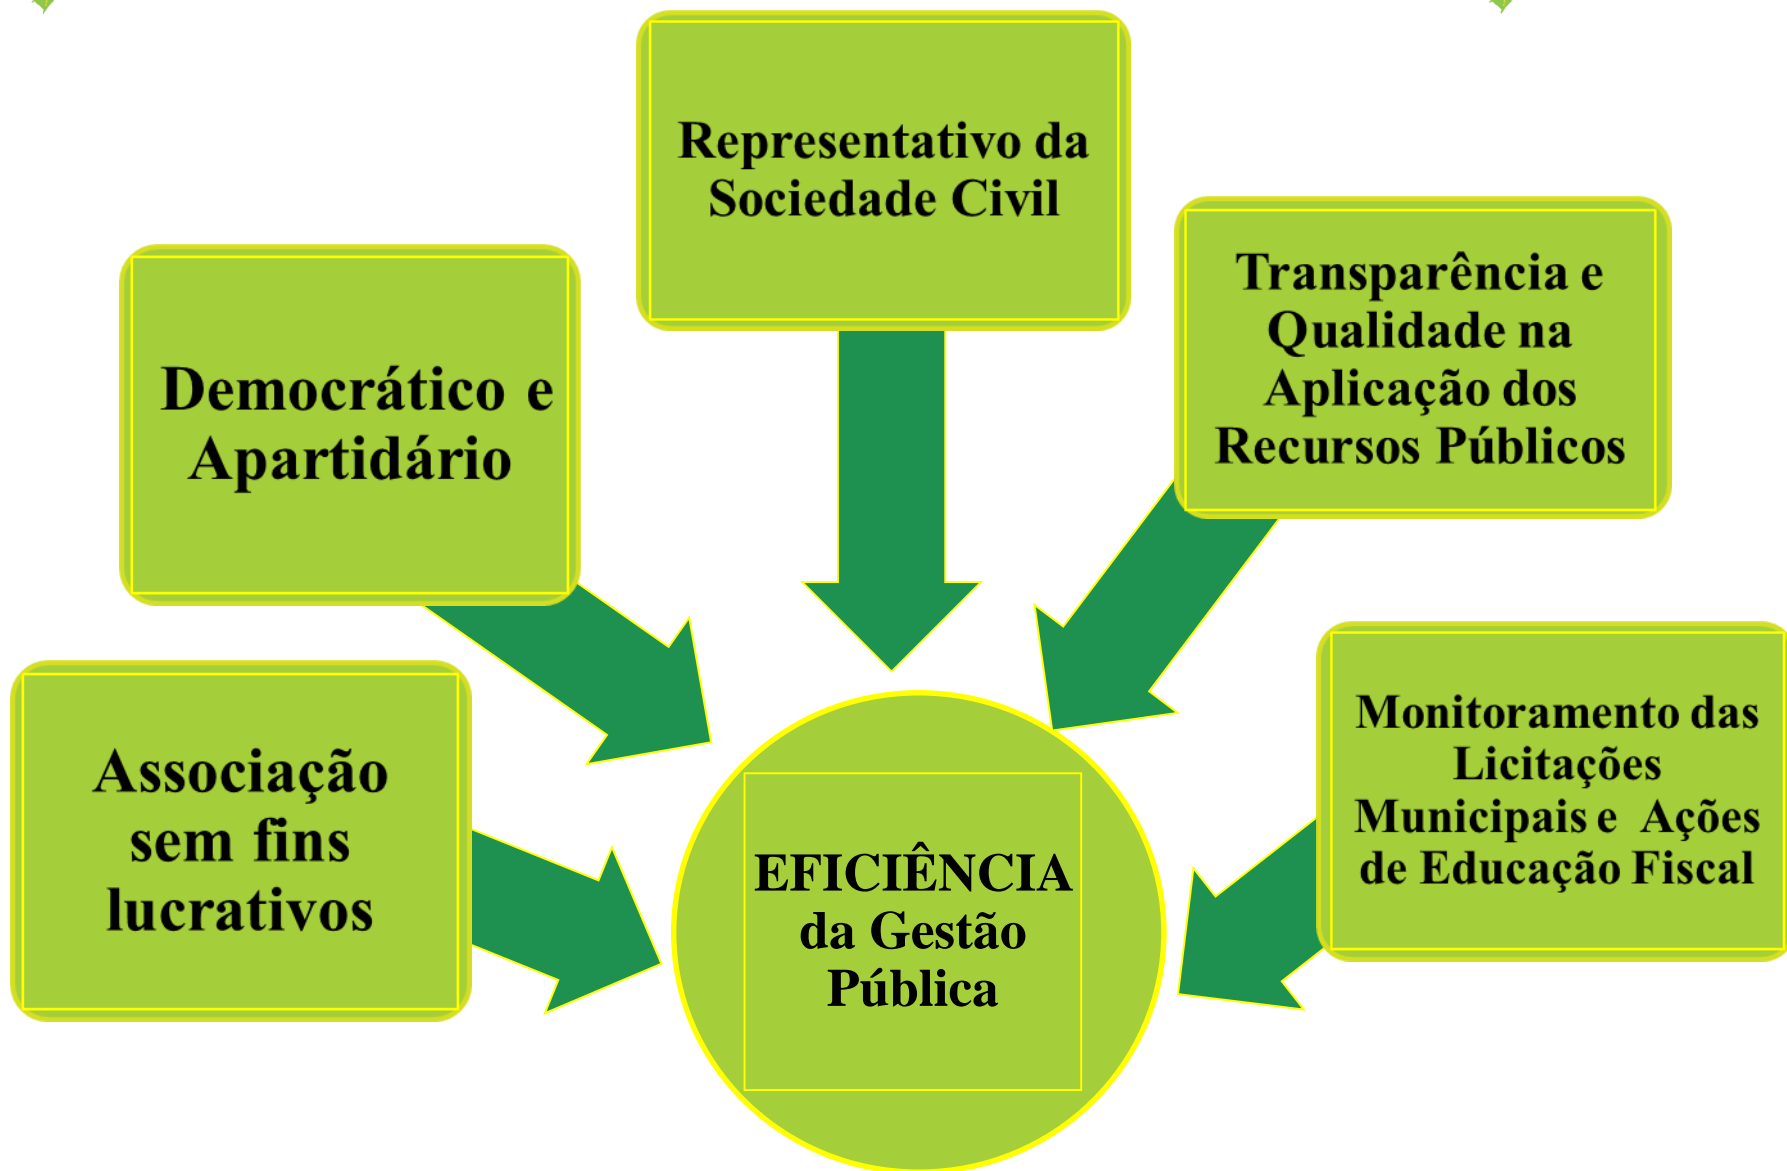 Representativo da
Sociedade Civil
Transparência e
Qualidade na
Aplicação dos
Recursos Públicos
Democrático e
Apartidário
Associação
sem fins
lucrativos
Monitoramento das
Licitações
Municipais e Ações
de Educação Fiscal
EFICIÊNCIA
da Gestão
Pública